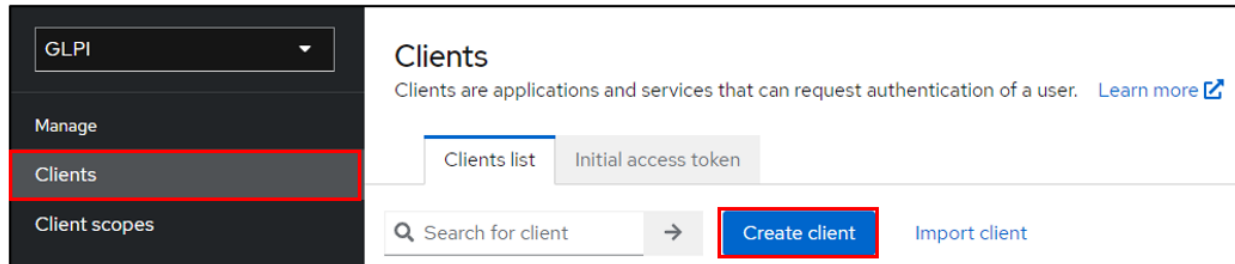 GLPI
Manage
Clients
Client scopes
Clients
Clients are applications and services that can request authentication of a user. Learn more
Clients list Initial access token
Search for client Create client Import client